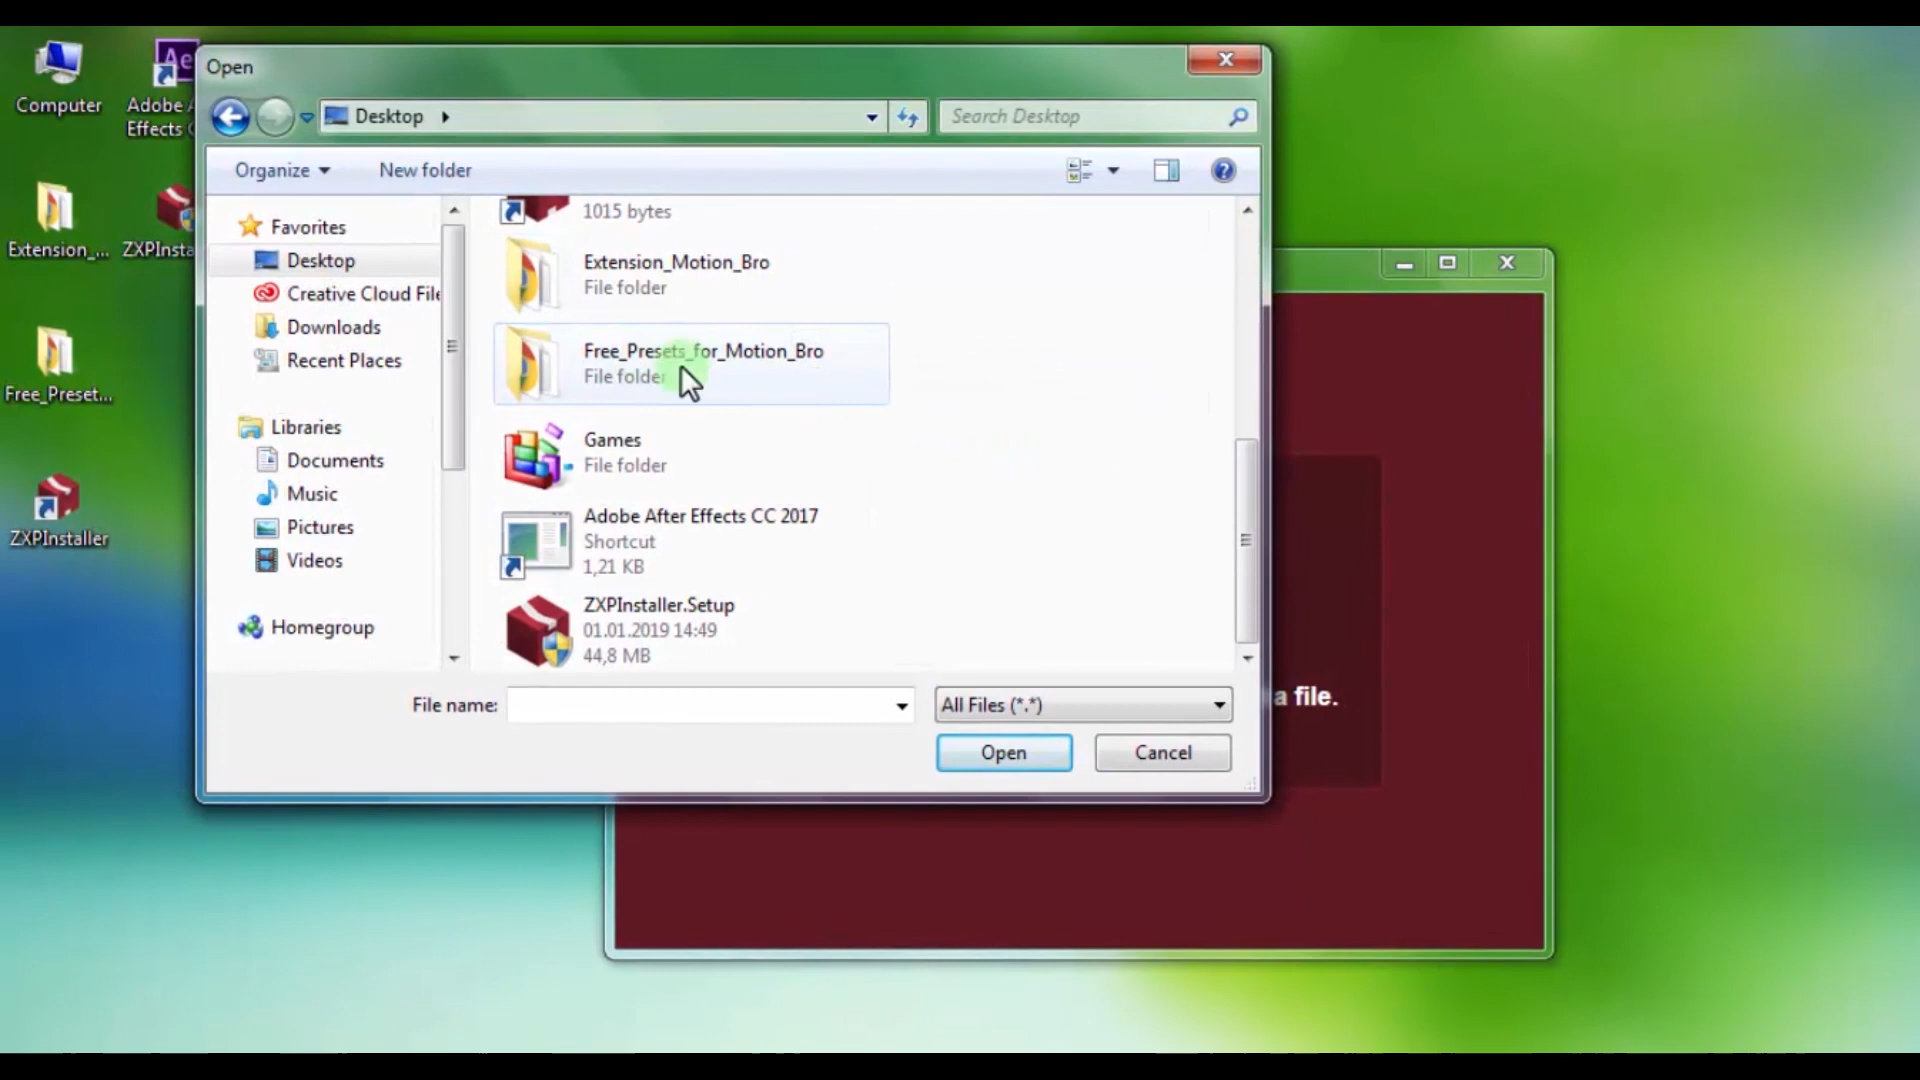 Computer
Adobe A
Effects C
Extension_...
ZXPInsta
Free_Preset...
ZXPInstaller
Open
Desktop
Search Desktop
Organize
New folder
Favorites
Desktop
Creative Cloud File
Downloads
Recent Places
Libraries
Documents
Music
Pictures
Videos
Homegroup
1015 bytes
Extension_Motion_Bro
File folder
Free_Presets_for_Motion_Bro
File folder
Games
File folder
Adobe After Effects CC 2017
Shortcut
1,21 KB
ZXPInstaller.Setup
01.01.2019 14:49
44,8 MB
File name:
All Files (*.*)
Open
Cancel
a file.